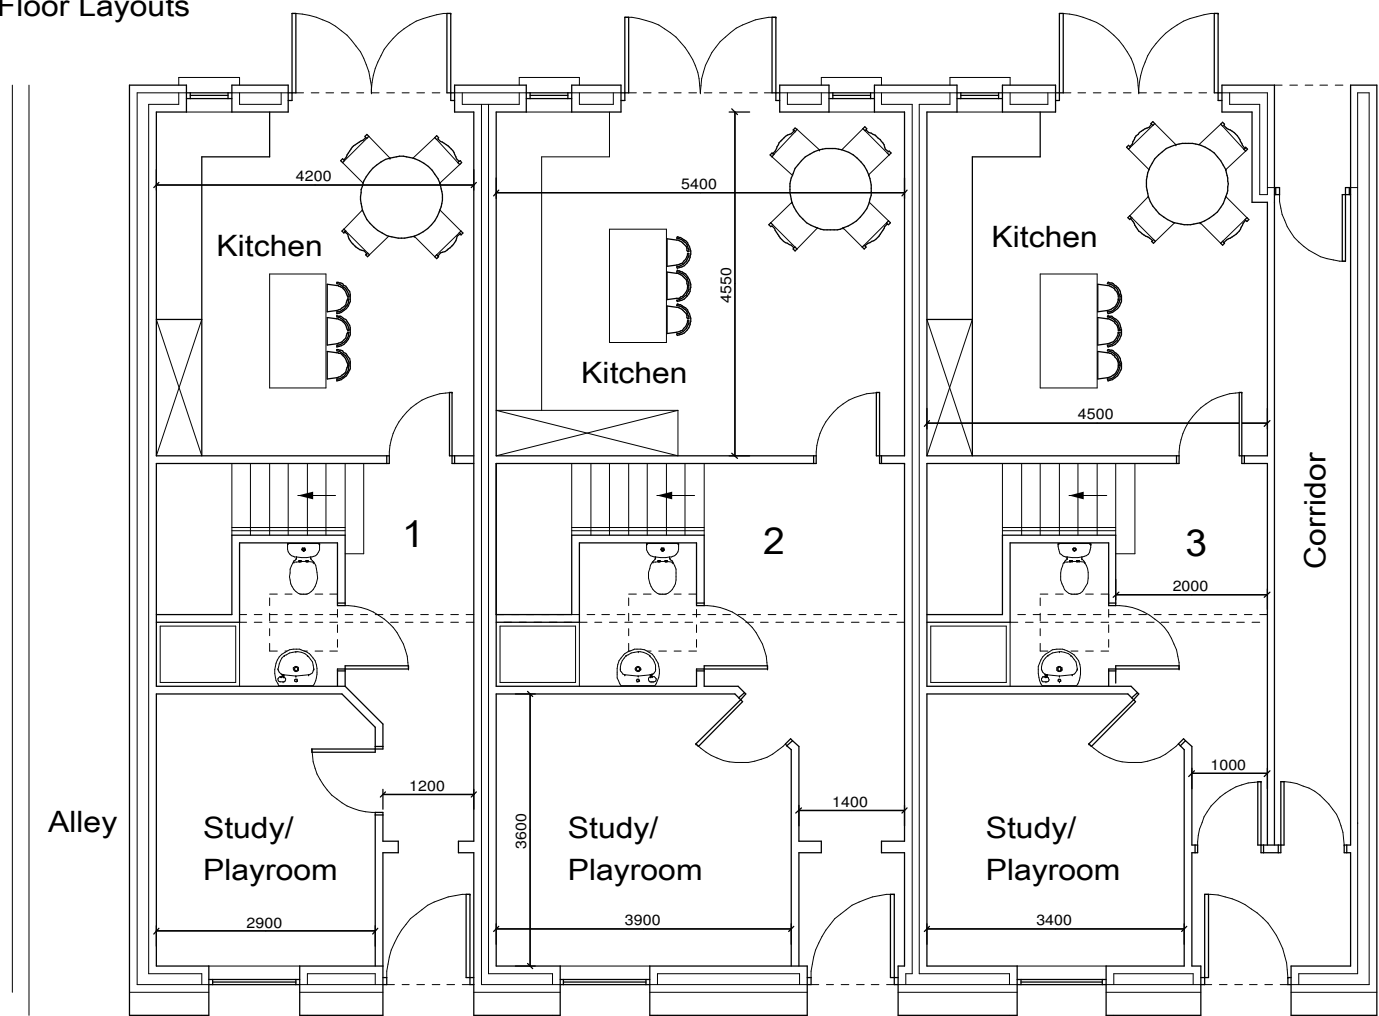 Floor Layouts
4200
Kitchen
5400
4550
Kitchen
Kitchen
4500
1
2
3
2000
Corridor
Alley
1200
Study/
Playroom
2900
3600
1400
Study/
Playroom
3900
1000
Study/
Playroom
3400